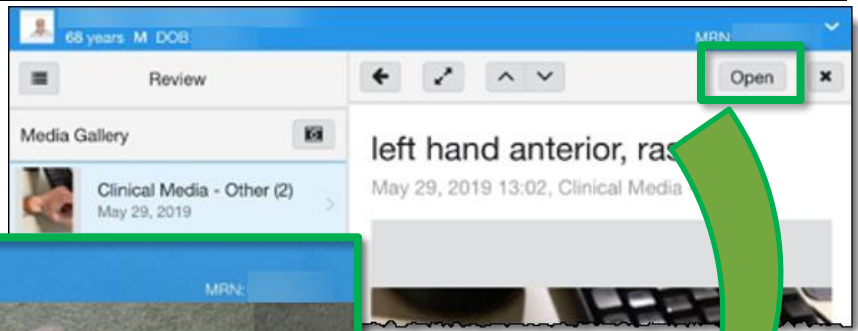 68 years M DOB:
MRN:
Review
Open
Media Gallery
left hand anterior,
May 29, 2019 13:02, Clinical Media
Clinical Media - Other (2)
May 29, 2019
MRN: